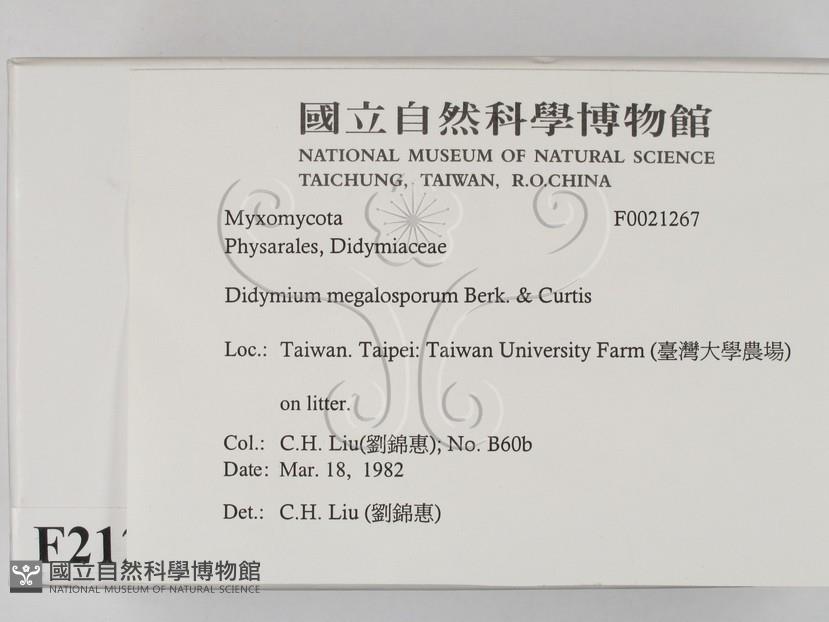 國立自然科學博物館
NATIONAL MUSEUM OF NATURAL SCIENCE
TAICHUNG, TAIWAN, R.O.CHINA
Myxomycota F0021267
Physarales, Didymiaceae
Didymium megalosporum Berk. & Curtis
Loc.: Taiwan. Taipei: Taiwan University Farm (臺灣大學農場)
on litter.
Col.: C.H. Liu(劉錦惠); No. B60b
Date: Mar. 18, 1982
Det.: C.H. Liu (劉錦惠)
F21
國立自然科學博物館
NATIONAL MUSEUM OF NATURAL SCIENCE